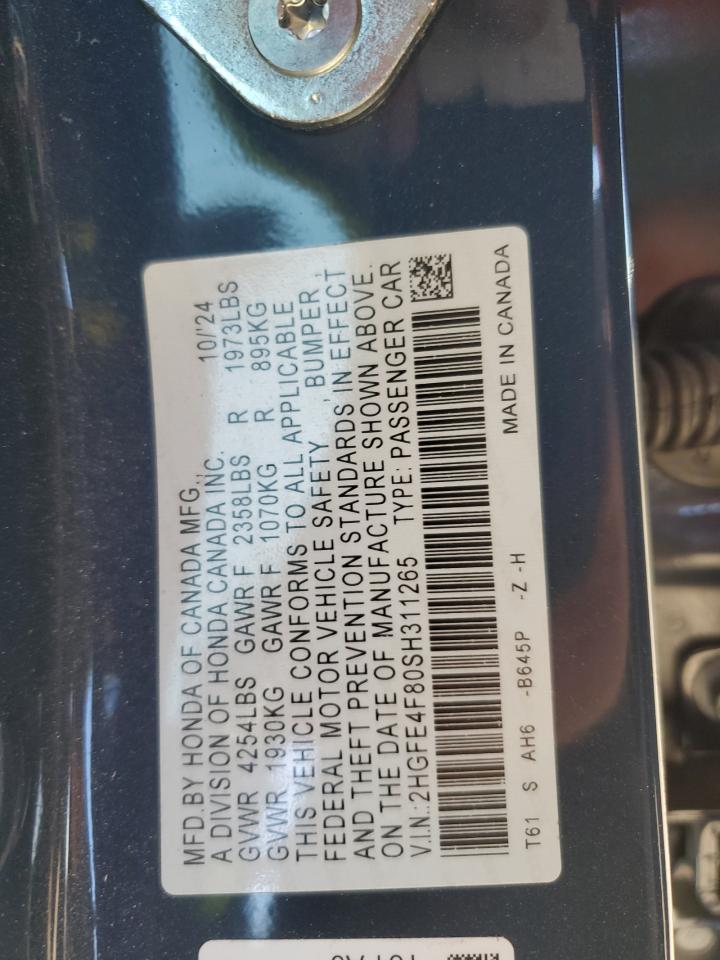 MFD.BY HONDA OF CANADA MFG., 10/'24
A DIVISION OF HONDA CANADA INC.
GVWR 4254LBS GAWR F 2358LBS R 1973LBS
GVWR 1930KG GAWR F 1070KG R 895KG
THIS VEHICLE CONFORMS TO ALL APPLICABLE
FEDERAL MOTOR VEHICLE SAFETY , BUMPER ,
AND THEFT PREVENTION STANDARDS IN EFFECT
ON THE DATE OF MANUFACTURE SHOWN ABOVE.
V.I.N.:2HGFE4F80SH311265 TYPE: PASSENGER CAR
T61 S AH6 -B645P -Z -H MADE IN CANADA